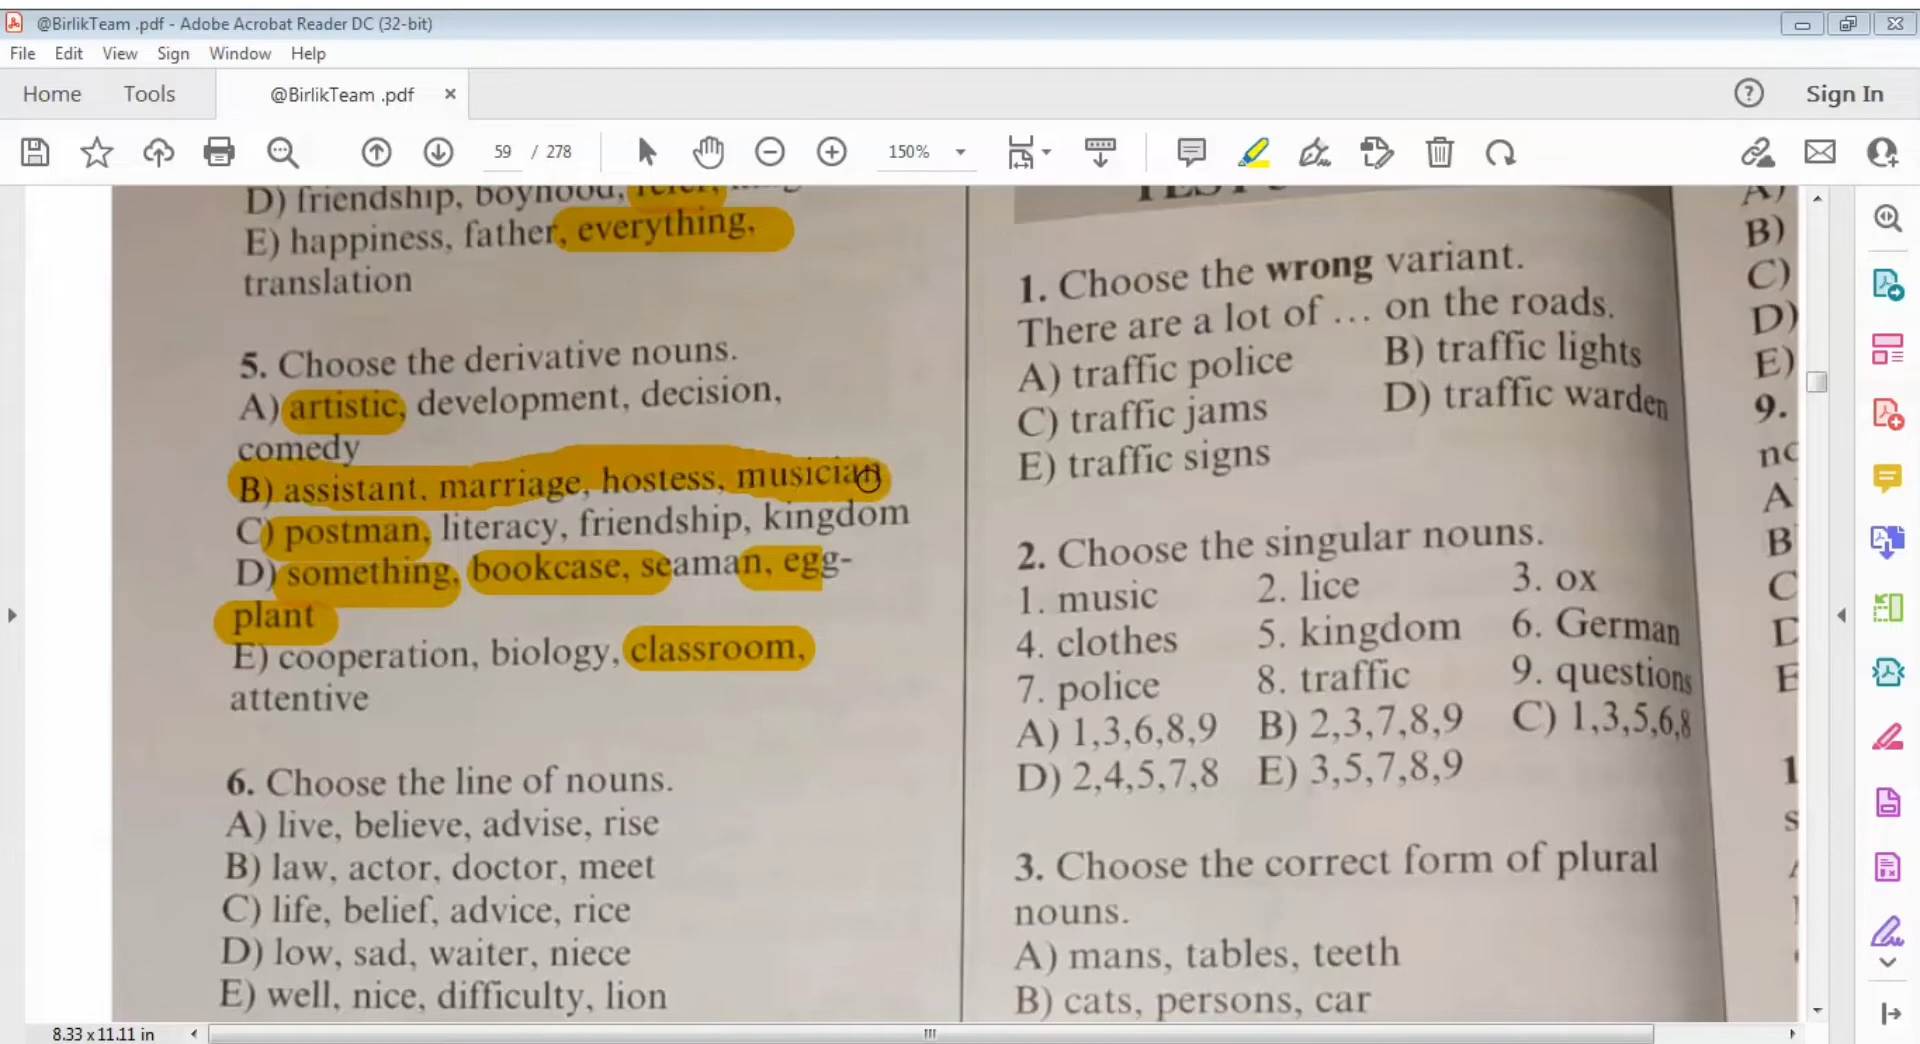 @BirlikTeam .pdf - Adobe Acrobat Reader DC (32-bit)
File Edit View Sign Window Help
Home Tools @BirlikTeam .pdf × Sign In
59 / 278 150%
D) friendship, boyhood, refer,
E) happiness, father, everything,
translation
5. Choose the derivative nouns.
A) artistic, development, decision,
comedy
B) assistant, marriage, hostess, musician
C) postman, literacy, friendship, kingdom
D) something, bookcase, seaman, egg-
plant
E) cooperation, biology, classroom,
attentive
6. Choose the line of nouns.
A) live, believe, advise, rise
B) law, actor, doctor, meet
C) life, belief, advice, rice
D) low, sad, waiter, niece
E) well, nice, difficulty, lion
1. Choose the wrong variant.
There are a lot of ... on the roads.
A) traffic police B) traffic lights
C) traffic jams D) traffic warden
E) traffic signs
2. Choose the singular nouns.
1. music 2. lice 3. ox
4. clothes 5. kingdom 6. German
7. police 8. traffic 9. questions
A) 1,3,6,8,9 B) 2,3,7,8,9 C) 1,3,5,6,8
D) 2,4,5,7,8 E) 3,5,7,8,9
3. Choose the correct form of plural
nouns.
A) mans, tables, teeth
B) cats, persons, car
A)
B)
C)
D)
E)
9.
A
B
C
D
E
8.33 x 11.11 in